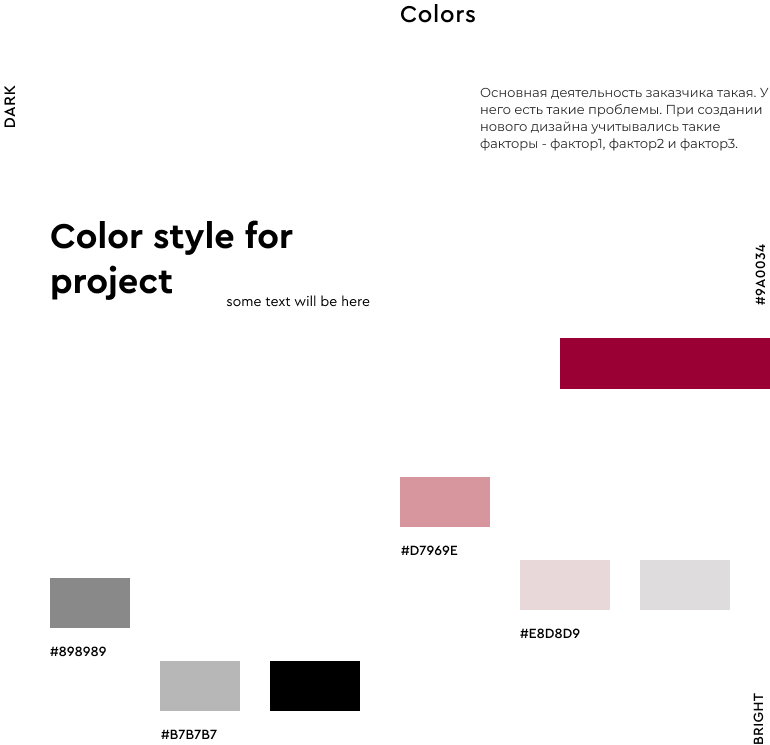 Colors
DARK
Основная деятельность заказчика такая. У
него есть такие проблемы. При создании
нового дизайна учитывались такие
факторы - фактор1, фактор2 и фактор3.
Color style for
project
some text will be here
#9A0034
#D7969E
#E8D8D9
#898989
#B7B7B7
BRIGHT